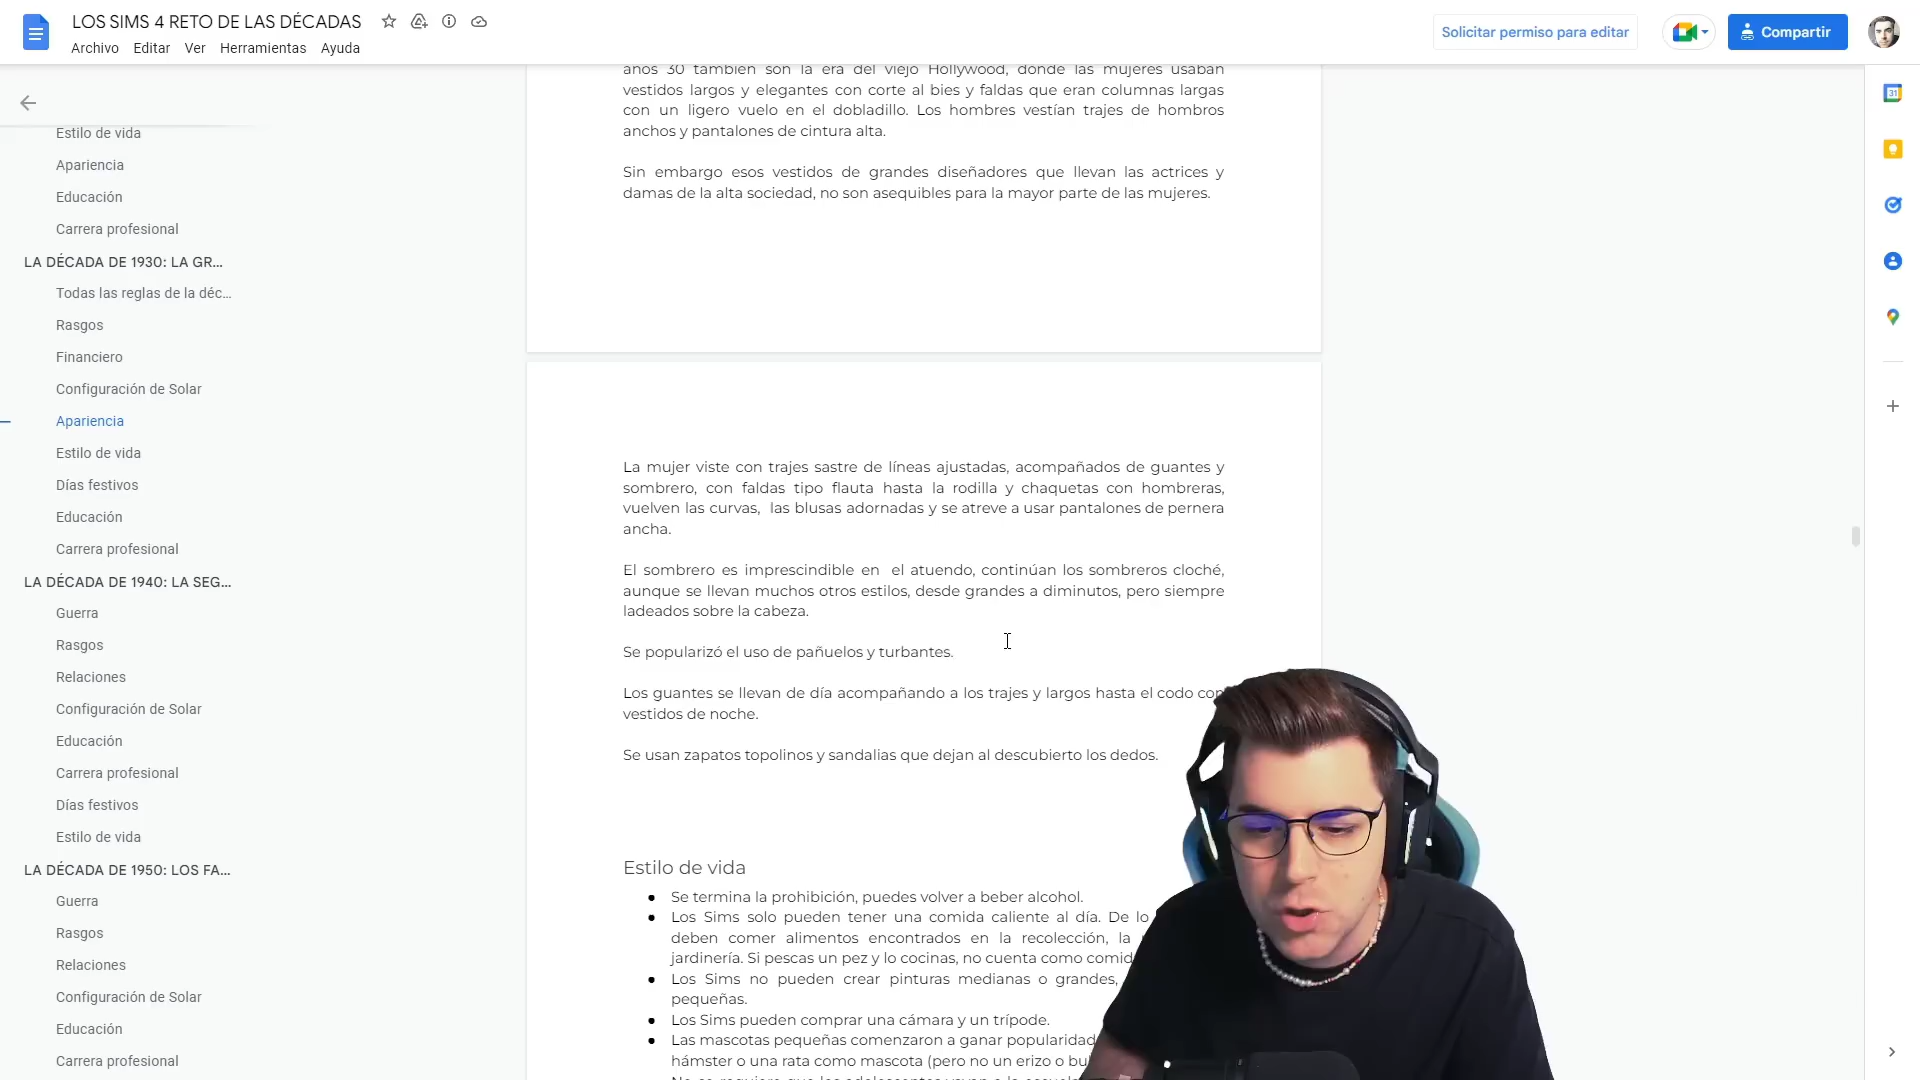 LOS SIMS 4 RETO DE LAS DÉCADAS
Archivo Editar Ver Herramientas Ayuda
Solicitar permiso para editar
Compartir
Estilo de vida
Apariencia
Educación
Carrera profesional
LA DÉCADA DE 1930: LA GR...
Todas las reglas de la déc...
Rasgos
Financiero
Configuración de Solar
Apariencia
Estilo de vida
Días festivos
Educación
Carrera profesional
LA DÉCADA DE 1940: LA SEG...
Guerra
Rasgos
Relaciones
Configuración de Solar
Educación
Carrera profesional
Días festivos
Estilo de vida
LA DÉCADA DE 1950: LOS FA...
Guerra
Rasgos
Relaciones
Configuración de Solar
Educación
Carrera profesional
años 30 también son la era del viejo Hollywood, donde las mujeres usaban
vestidos largos y elegantes con corte al bies y faldas que eran columnas largas
con un ligero vuelo en el dobladillo. Los hombres vestían trajes de hombros
anchos y pantalones de cintura alta.
Sin embargo esos vestidos de grandes diseñadores que llevan las actrices y
damas de la alta sociedad, no son asequibles para la mayor parte de las mujeres.
La mujer viste con trajes sastre de líneas ajustadas, acompañados de guantes y
sombrero, con faldas tipo flauta hasta la rodilla y chaquetas con hombreras,
vuelven las curvas, las blusas adornadas y se atreve a usar pantalones de pernera
ancha.
El sombrero es imprescindible en el atuendo, continúan los sombreros cloché,
aunque se llevan muchos otros estilos, desde grandes a diminutos, pero siempre
ladeados sobre la cabeza.
Se popularizó el uso de pañuelos y turbantes.
Los guantes se llevan de día acompañando a los trajes y largos hasta el codo con
vestidos de noche.
Se usan zapatos topolinos y sandalias que dejan al descubierto los dedos.
Estilo de vida
● Se termina la prohibición, puedes volver a beber alcohol.
● Los Sims solo pueden tener una comida caliente al día. De lo
deben comer alimentos encontrados en la recolección, la
jardinería. Si pescas un pez y lo cocinas, no cuenta como
● Los Sims no pueden crear pinturas medianas o grandes,
pequeñas.
● Los Sims pueden comprar una cámara y un trípode.
● Las mascotas pequeñas comenzaron a ganar popularidad
hámster o una rata como mascota (pero no un erizo o
31